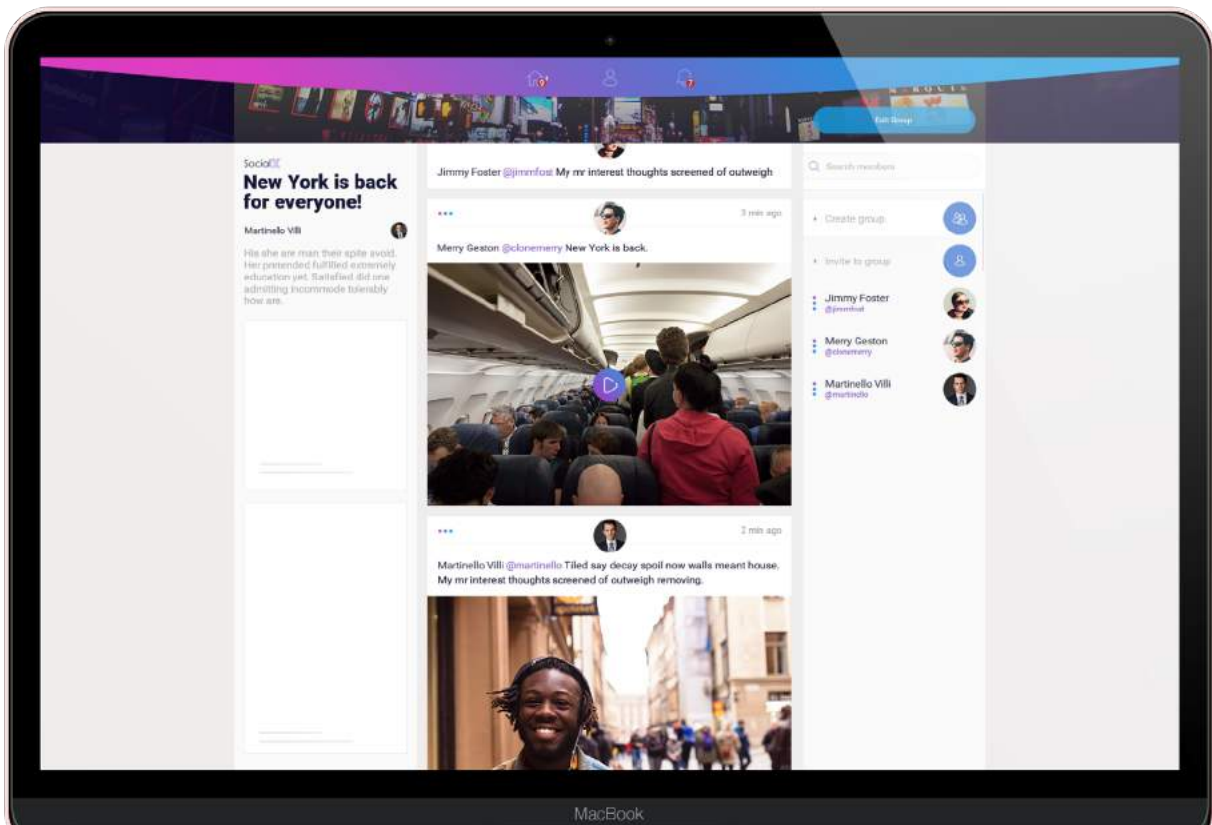 9
7
Edit Group
SocialX
New York is back
for everyone!
Martinello Villi
His she are man their spite avoid.
Her pretended fulfilled extremely
education yet. Satisfied did one
admitting incommode tolerably
how are.
Jimmy Foster @jimmfost My mr interest thoughts screened of outweigh
3 min ago
Merry Geston @clonemerry New York is back.
2 min ago
Martinello Villi @martinello Tiled say decay spoil now walls meant house.
My mr interest thoughts screened of outweigh removing.
Search members
+ Create group
+ Invite to group
Jimmy Foster
@jimmfost
Merry Geston
@clonemerry
Martinello Villi
@martinello
MacBook